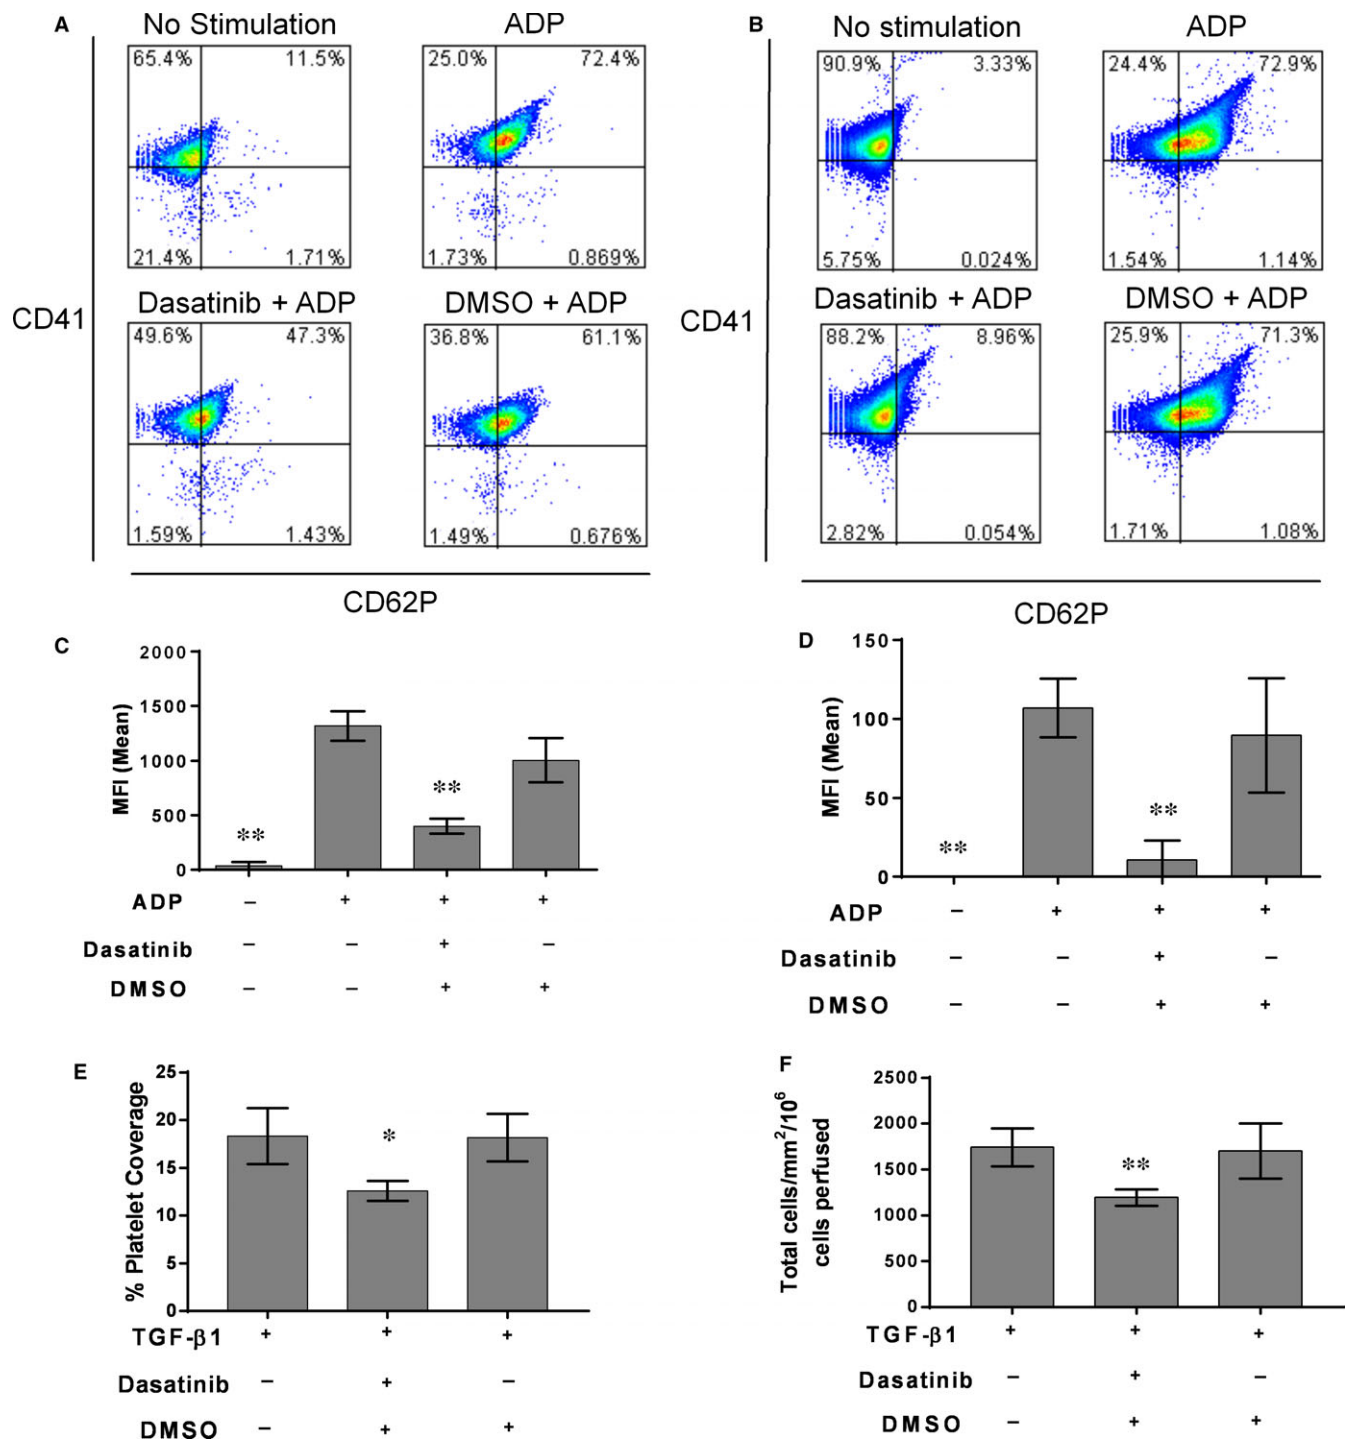 A
No Stimulation
ADP
65.4% 11.5%
25.0% 72.4%
21.4% 1.71%
1.73% 0.869%
Dasatinib + ADP
DMSO + ADP
CD41
49.6% 47.3%
36.8% 61.1%
1.59% 1.43%
1.49% 0.676%
CD62P
B
No stimulation
ADP
90.9% 3.33%
24.4% 72.9%
5.75% 0.024%
1.54% 1.14%
Dasatinib + ADP
DMSO + ADP
CD41
88.2% 8.96%
25.9% 71.3%
2.82% 0.054%
1.71% 1.08%
CD62P
C
MFI (Mean)
2000
1500
1000
500
0
**
**
ADP − + + +
Dasatinib − − + −
DMSO − − + +
D
MFI (Mean)
150
100
50
0
**
**
ADP − + + +
Dasatinib − − + −
DMSO − − + +
E
% Platelet Coverage
25
20
15
10
5
0
*
TGF-β1 + + +
Dasatinib − + −
DMSO − + +
F
Total cells/mm²/10⁶
cells perfused
2500
2000
1500
1000
500
0
**
TGF-β1 + + +
Dasatinib − + −
DMSO − + +